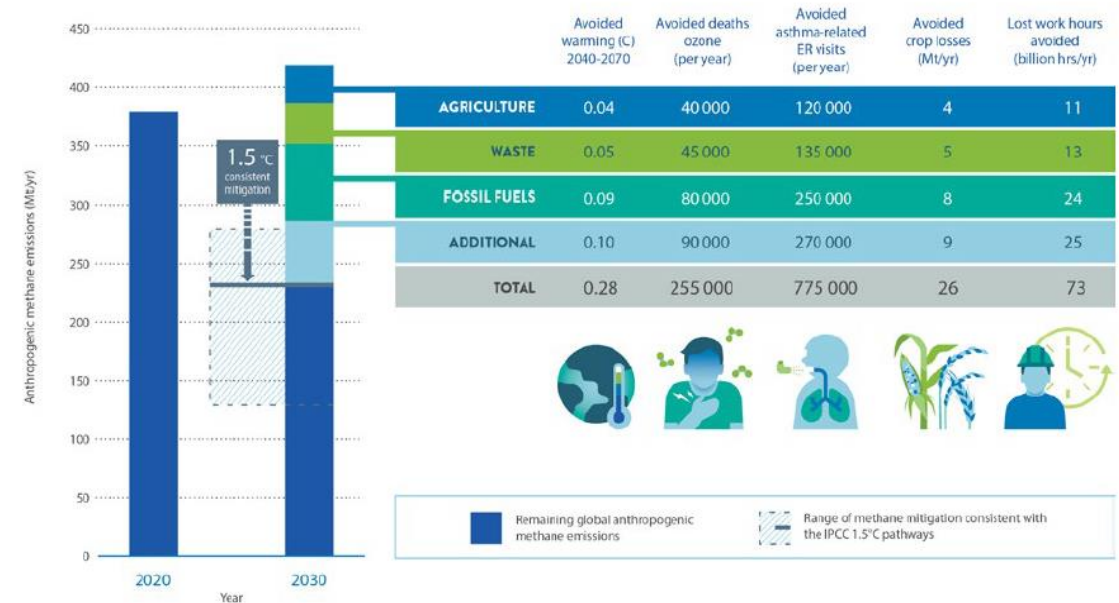 Avoided
warming (C)
2040-2070
Avoided deaths
ozone
(per year)
Avoided
asthma-related
ER visits
(per year)
Avoided
crop losses
(Mt/yr)
Lost work hours
avoided
(billion hrs/yr)
AGRICULTURE 0.04 40 000 120 000 4 11
WASTE 0.05 45 000 135 000 5 13
FOSSIL FUELS 0.09 80 000 250 000 8 24
ADDITIONAL 0.10 90 000 270 000 9 25
TOTAL 0.28 255 000 775 000 26 73
Anthropogenic methane emissions (Mt/yr)
450
400
350
300
250
200
150
100
50
0
1.5 °C
consistent
mitigation
2020
2030
Year
Remaining global anthropogenic
methane emissions
Range of methane mitigation consistent with
the IPCC 1.5°C pathways